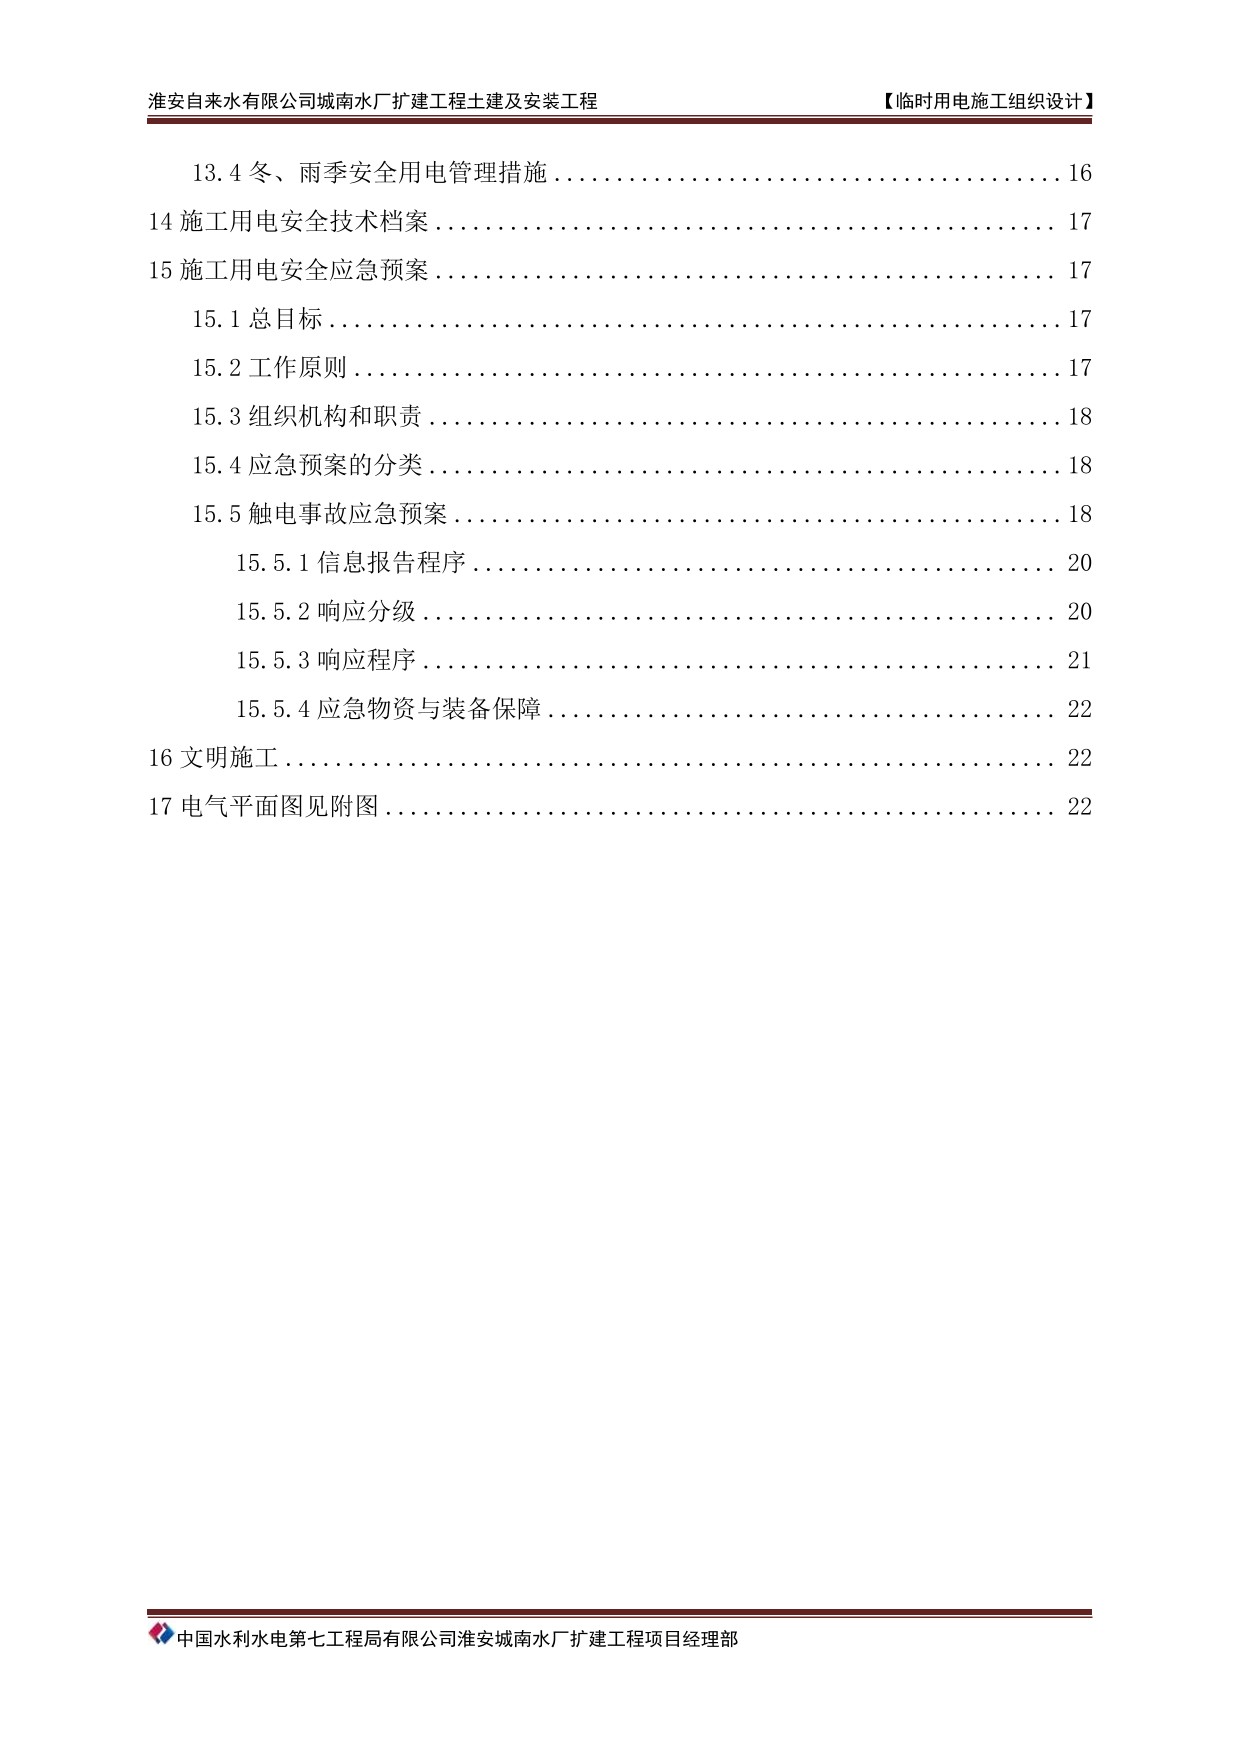 淮安自来水有限公司城南水厂扩建工程土建及安装工程 【临时用电施工组织设计】
13.4 冬、雨季安全用电管理措施 ........................................ 16
14 施工用电安全技术档案 .................................................. 17
15 施工用电安全应急预案 .................................................. 17
15.1 总目标 .......................................................... 17
15.2 工作原则 ........................................................ 17
15.3 组织机构和职责 .................................................. 18
15.4 应急预案的分类 .................................................. 18
15.5 触电事故应急预案 ................................................ 18
15.5.1 信息报告程序 .............................................. 20
15.5.2 响应分级 .................................................. 20
15.5.3 响应程序 .................................................. 21
15.5.4 应急物资与装备保障 ........................................ 22
16 文明施工 ............................................................. 22
17 电气平面图见附图 ..................................................... 22
中国水利水电第七工程局有限公司淮安城南水厂扩建工程项目经理部